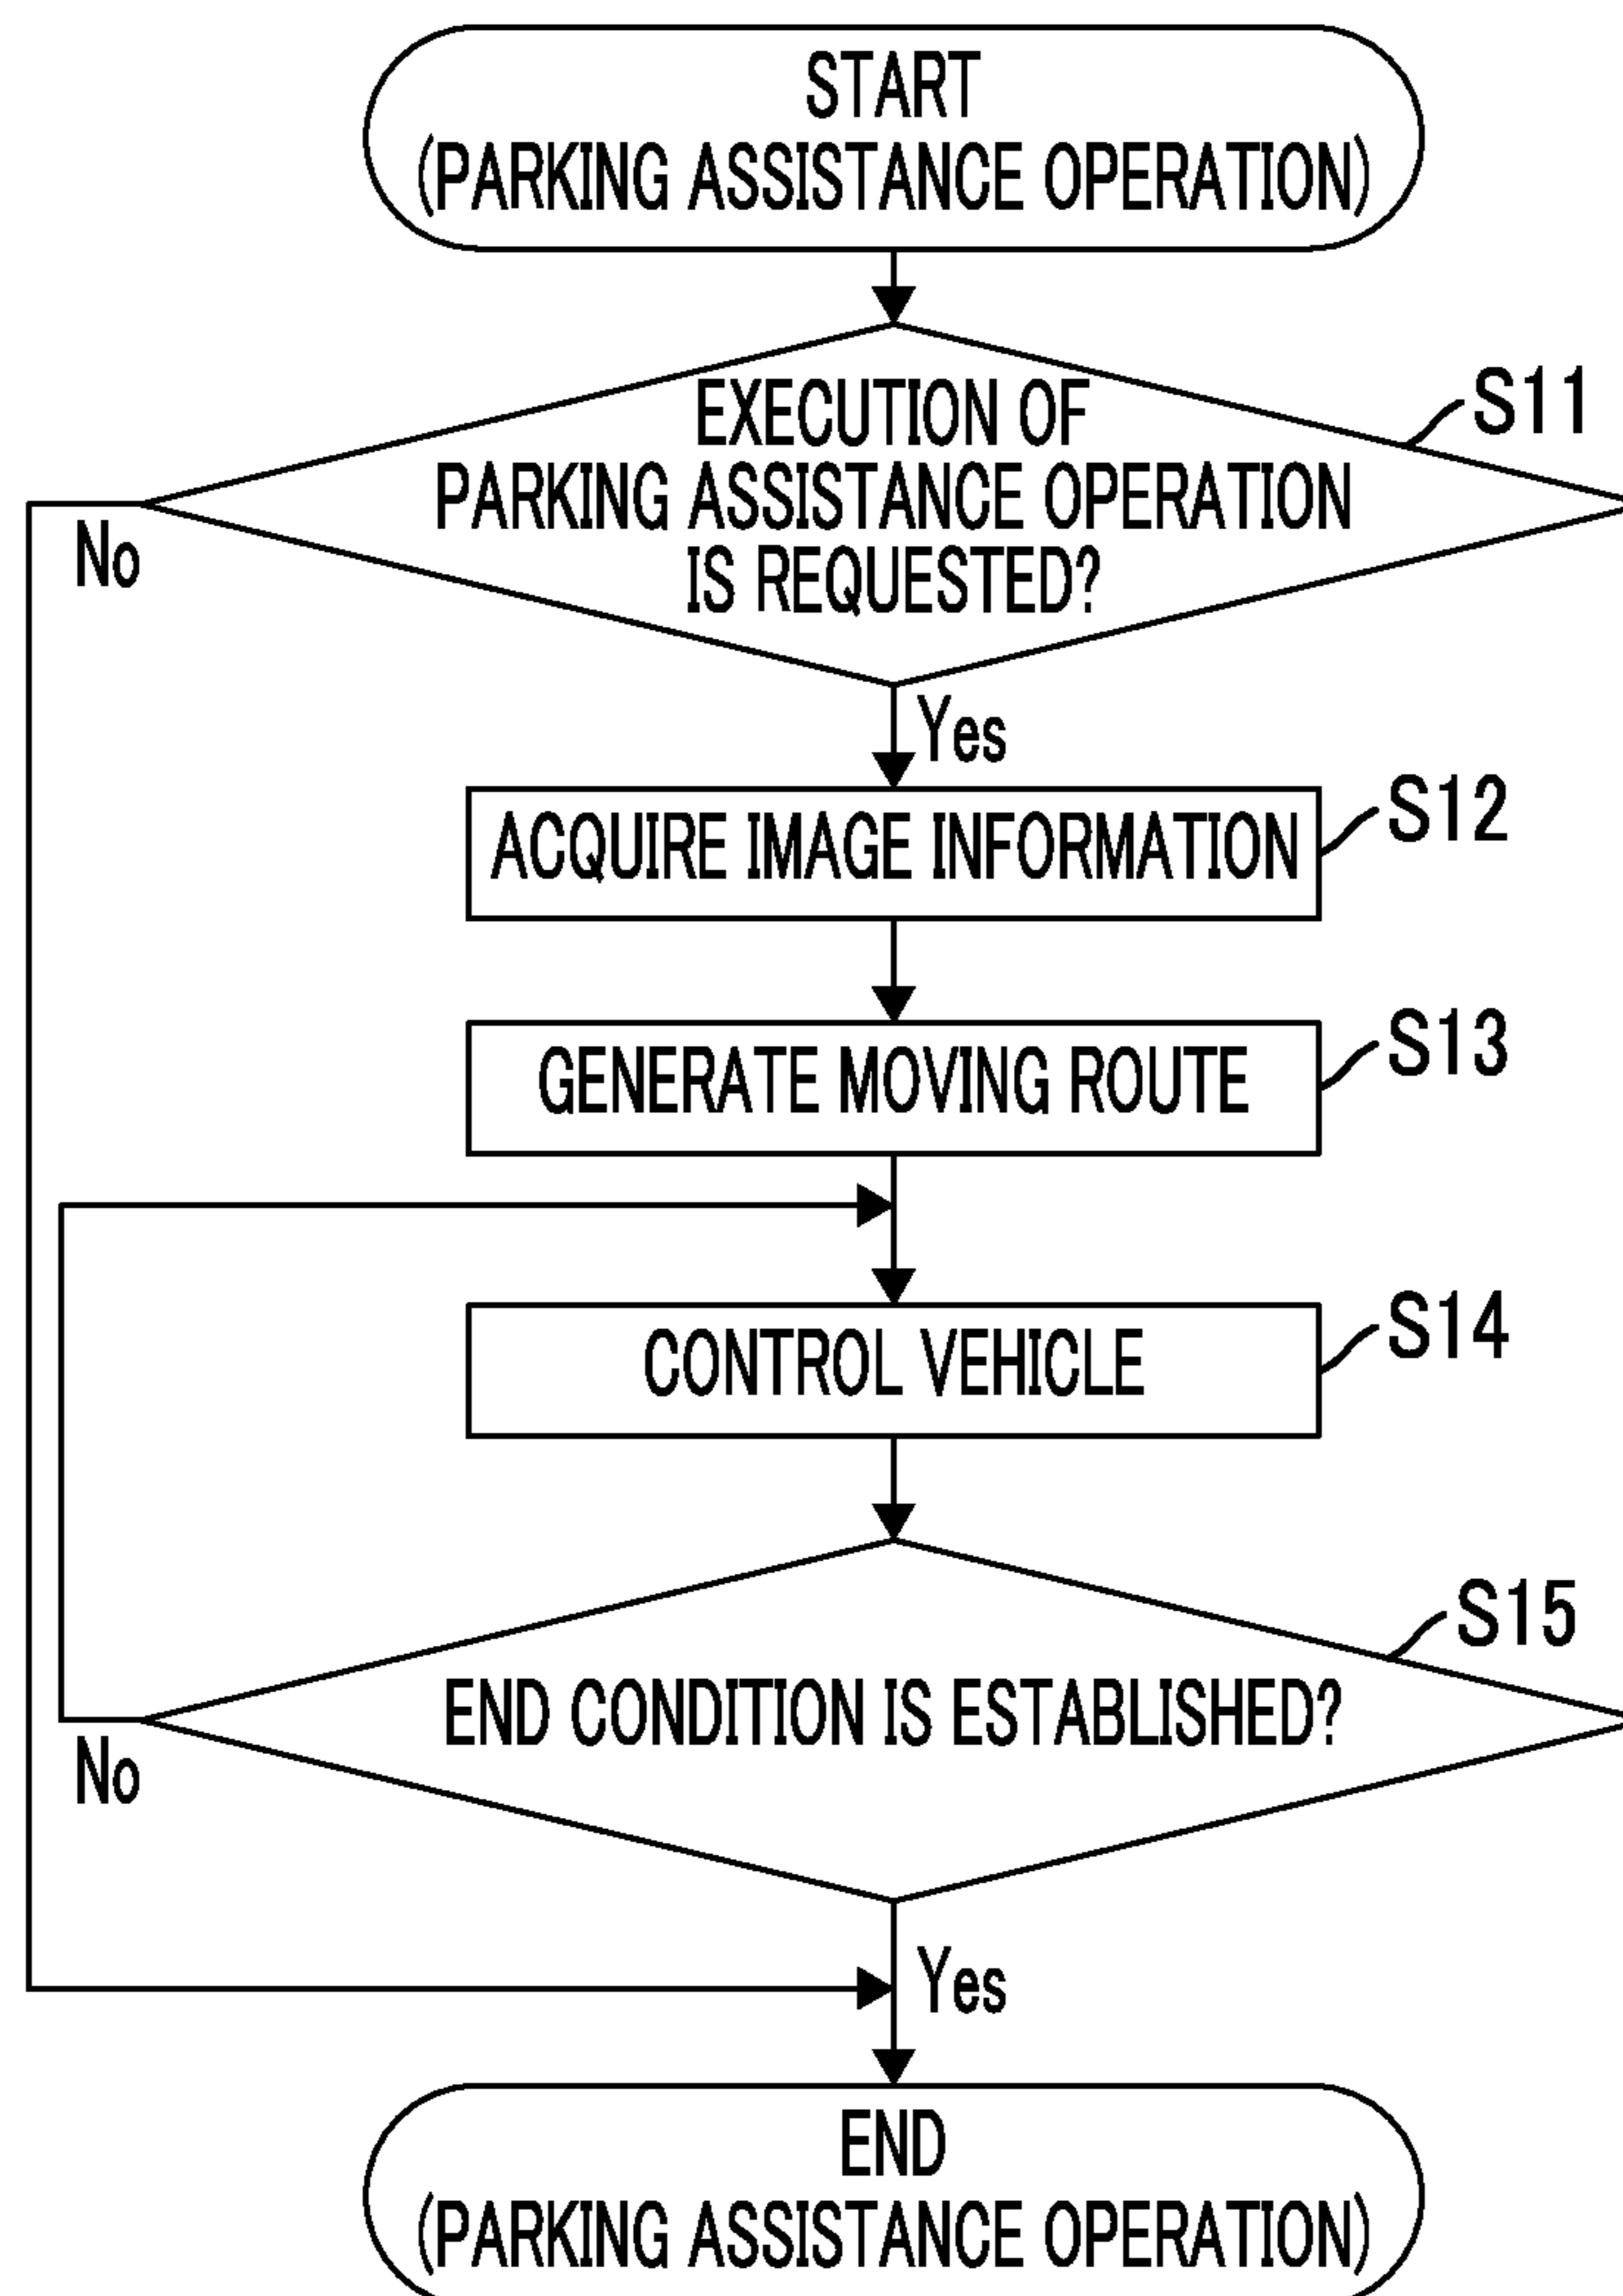 START
(PARKING ASSISTANCE OPERATION)
EXECUTION OF
PARKING ASSISTANCE OPERATION
IS REQUESTED?
S11
No
Yes
ACQUIRE IMAGE INFORMATION
S12
GENERATE MOVING ROUTE
S13
CONTROL VEHICLE
S14
END CONDITION IS ESTABLISHED?
S15
No
Yes
END
(PARKING ASSISTANCE OPERATION)